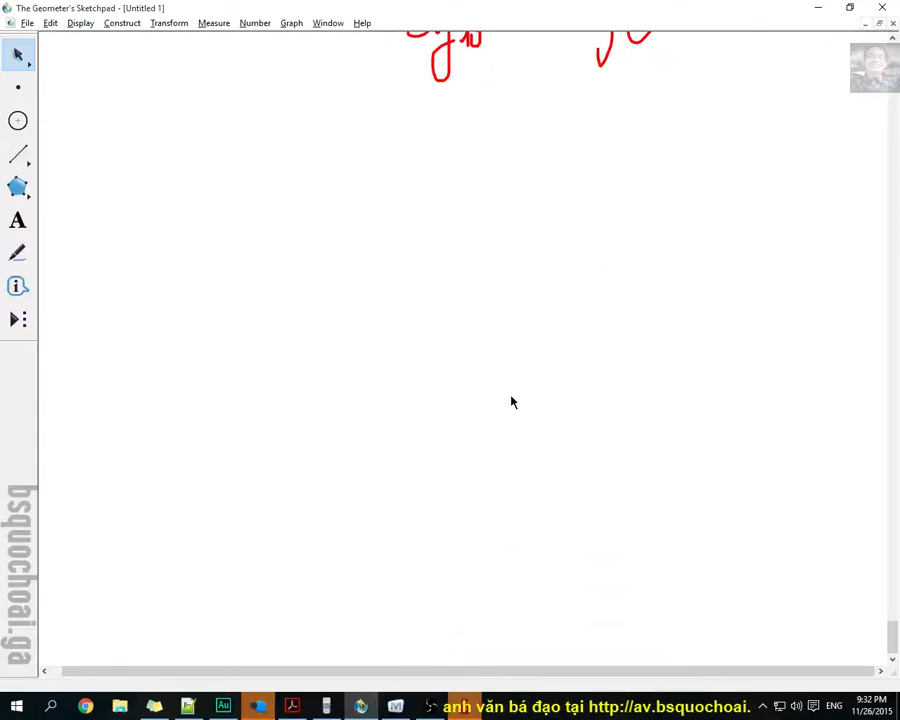 The Geometer's Sketchpad - [Untitled 1]
File Edit Display Construct Transform Measure Number Graph Window Help
A
bsquochoai.ga
Au
anh văn bá đạo tại http://av.bsquochoai.
ENG
9:32 PM
11/26/2015